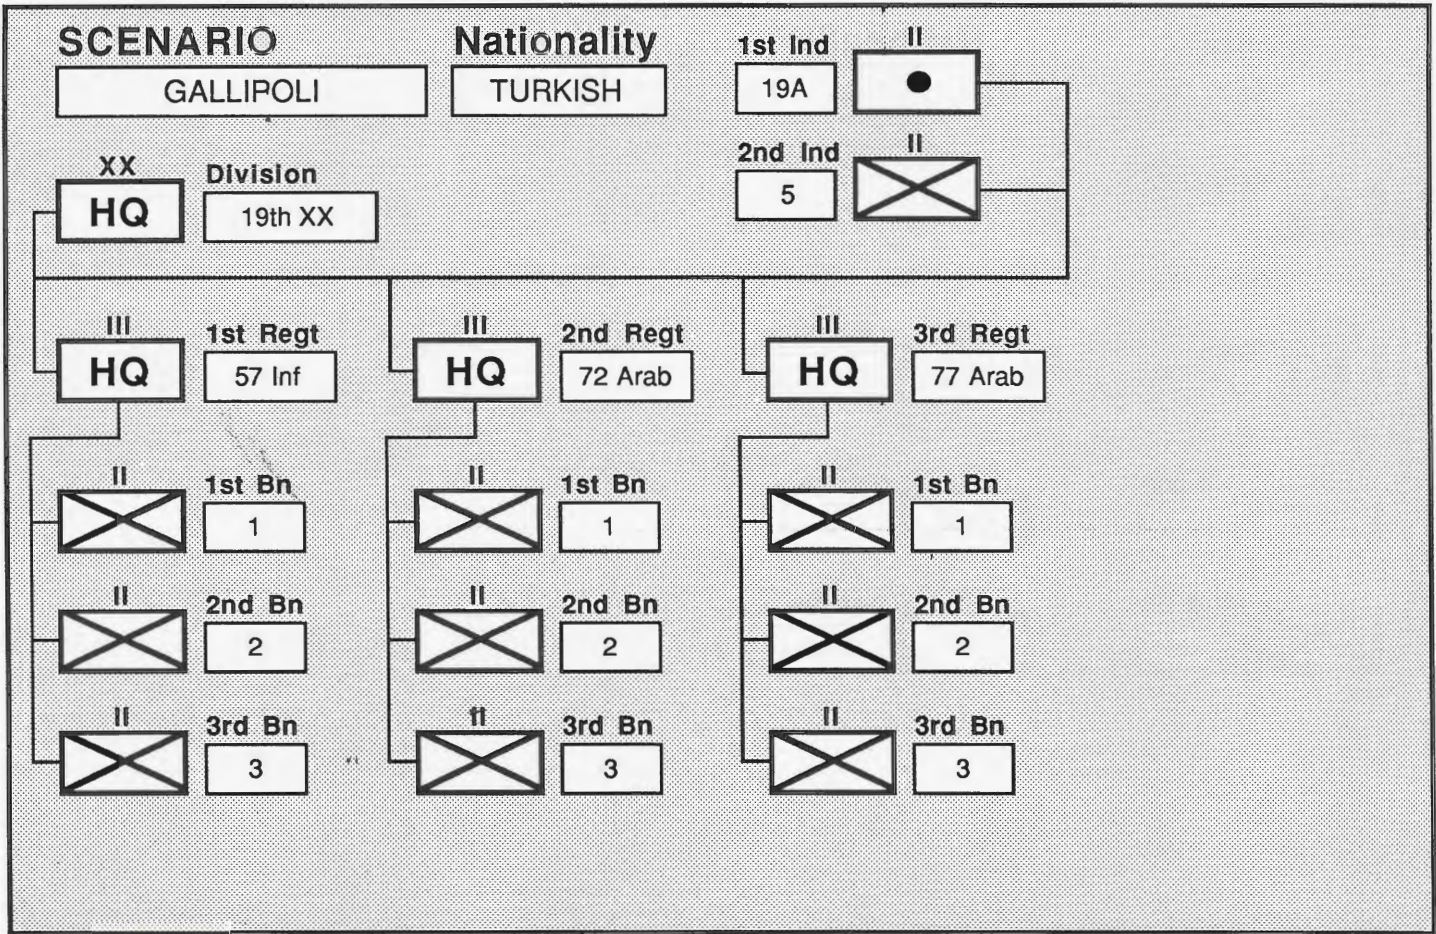 SCENARIO
Nationality
1st Ind
II
GALLIPOLI
TURKISH
19A
2nd Ind
II
5
XX
Division
HQ
19th XX
III
1st Regt
III
2nd Regt
III
3rd Regt
HQ
57 Inf
HQ
72 Arab
HQ
77 Arab
II
1st Bn
II
1st Bn
II
1st Bn
1
1
1
II
2nd Bn
II
2nd Bn
II
2nd Bn
2
2
2
II
3rd Bn
II
3rd Bn
II
3rd Bn
3
3
3